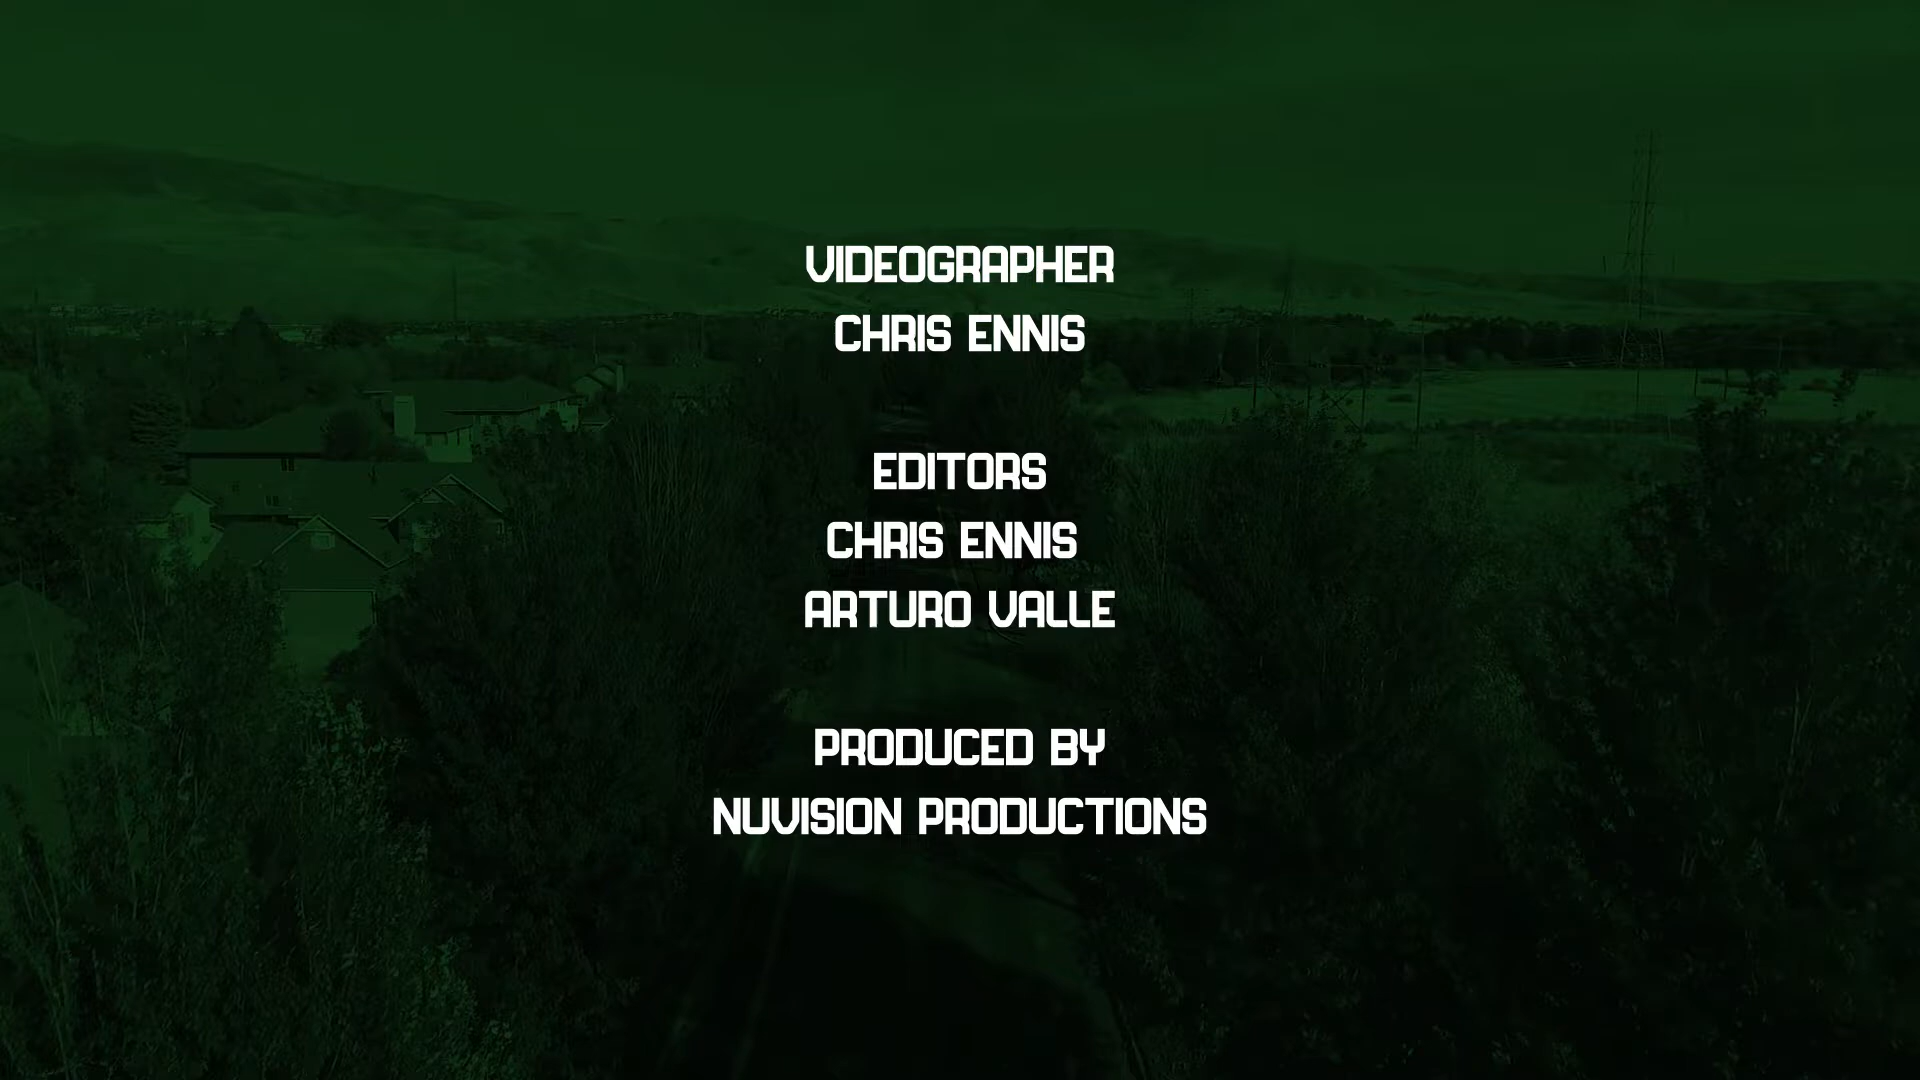 VIDEOGRAPHER
CHRIS ENNIS
EDITORS
CHRIS ENNIS
ARTURO VALLE
PRODUCED BY
NUVISION PRODUCTIONS